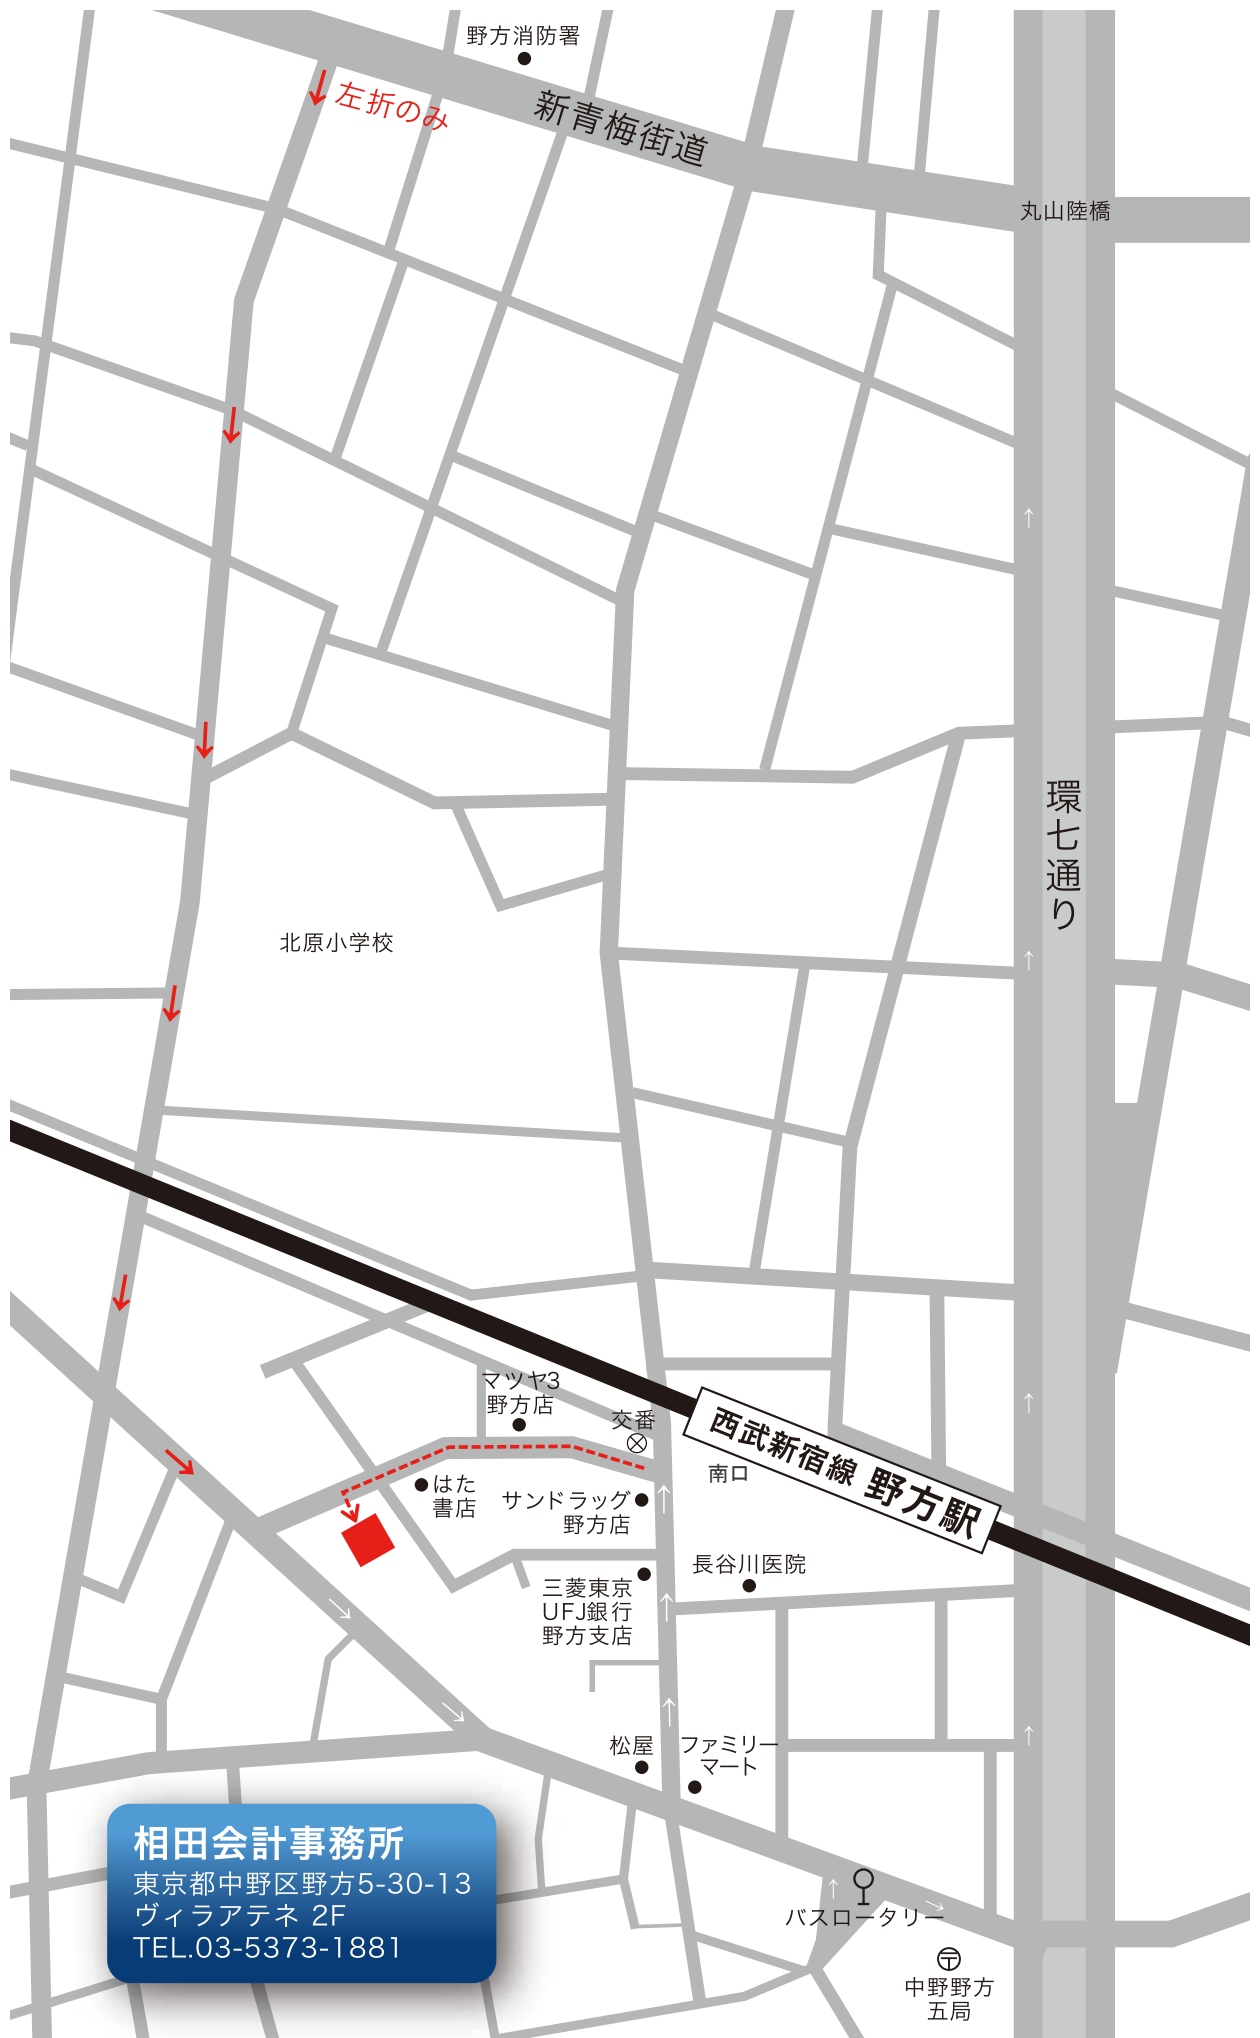 野方消防署
左折のみ
新青梅街道
丸山陸橋
環七通り
北原小学校
マツヤ3
野方店
交番
西武新宿線 野方駅
南口
はた
書店
サンドラッグ
野方店
長谷川医院
三菱東京
UFJ銀行
野方支店
松屋
ファミリー
マート
相田会計事務所
東京都中野区野方5-30-13
ヴィラアテネ 2F
TEL.03-5373-1881
バスロータリー
〒
中野野方
五局